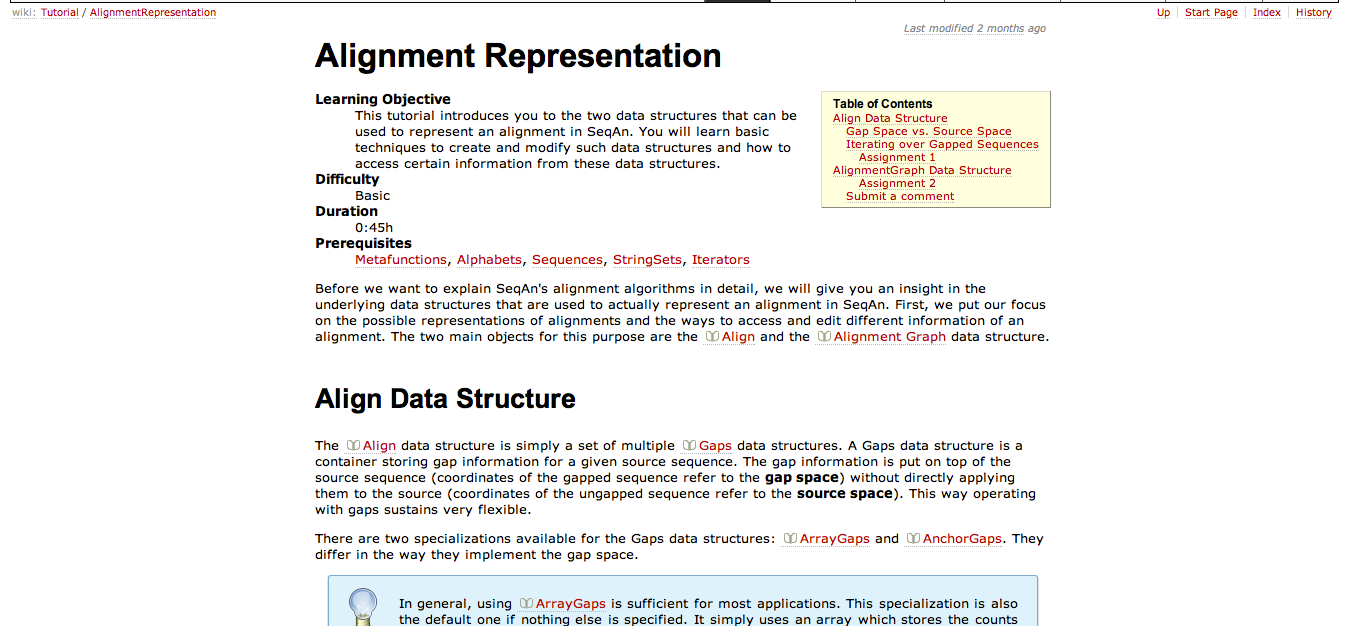 wiki: Tutorial / AlignmentRepresentation
Up Start Page Index History
Last modified 2 months ago
Alignment Representation
Learning Objective
This tutorial introduces you to the two data structures that can be
used to represent an alignment in SeqAn. You will learn basic
techniques to create and modify such data structures and how to
access certain information from these data structures.
Difficulty
Basic
Duration
0:45h
Prerequisites
Metafunctions, Alphabets, Sequences, StringSets, Iterators
Table of Contents
Align Data Structure
Gap Space vs. Source Space
Iterating over Gapped Sequences
Assignment 1
AlignmentGraph Data Structure
Assignment 2
Submit a comment
Before we want to explain SeqAn's alignment algorithms in detail, we will give you an insight in the
underlying data structures that are used to actually represent an alignment in SeqAn. First, we put our focus
on the possible representations of alignments and the ways to access and edit different information of an
alignment. The two main objects for this purpose are the Align and the Alignment Graph data structure.
Align Data Structure
The Align data structure is simply a set of multiple Gaps data structures. A Gaps data structure is a
container storing gap information for a given source sequence. The gap information is put on top of the
source sequence (coordinates of the gapped sequence refer to the gap space) without directly applying
them to the source (coordinates of the ungapped sequence refer to the source space). This way operating
with gaps sustains very flexible.
There are two specializations available for the Gaps data structures: ArrayGaps and AnchorGaps. They
differ in the way they implement the gap space.
In general, using ArrayGaps is sufficient for most applications. This specialization is also
the default one if nothing else is specified. It simply uses an array which stores the counts